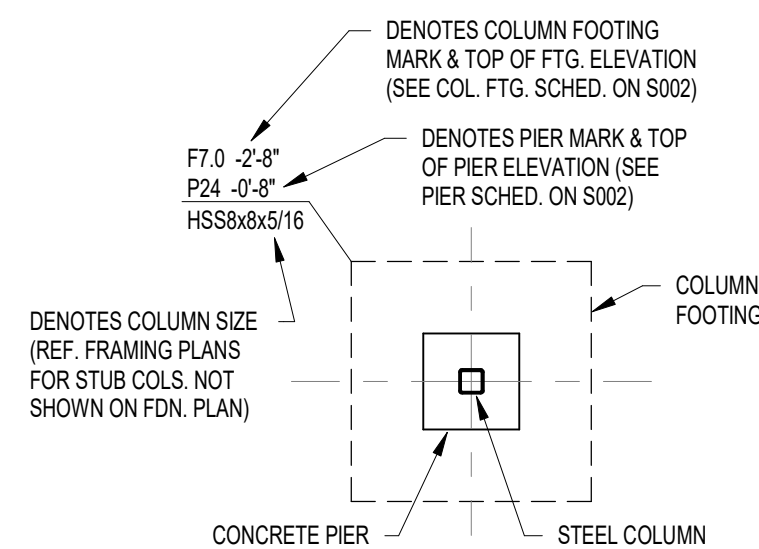 DENOTES COLUMN FOOTING
MARK & TOP OF FTG. ELEVATION
(SEE COL. FTG. SCHED. ON S002)
F7.0 -2'-8"
P24 -0'-8"
HSS8x8x5/16
DENOTES PIER MARK & TOP
OF PIER ELEVATION (SEE
PIER SCHED. ON S002)
COLUMN
FOOTING
DENOTES COLUMN SIZE
(REF. FRAMING PLANS
FOR STUB COLS. NOT
SHOWN ON FDN. PLAN)
CONCRETE PIER
STEEL COLUMN